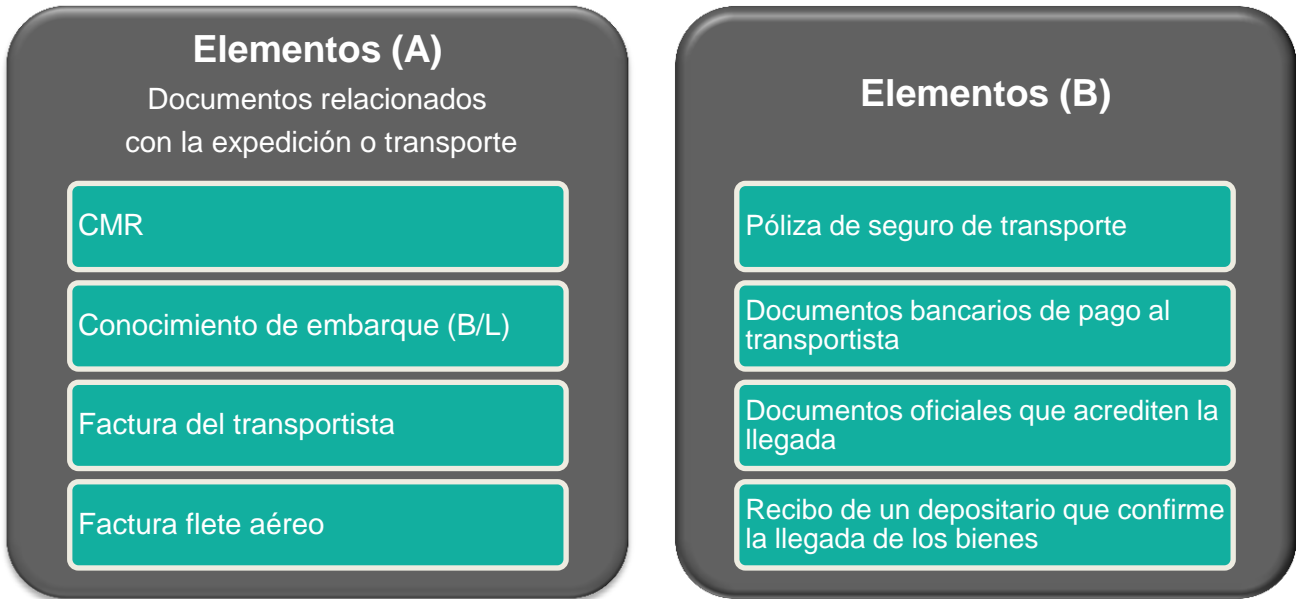 Elementos (A)
Documentos relacionados
con la expedición o transporte
CMR
Conocimiento de embarque (B/L)
Factura del transportista
Factura flete aéreo
Elementos (B)
Póliza de seguro de transporte
Documentos bancarios de pago al
transportista
Documentos oficiales que acrediten la
llegada
Recibo de un depositario que confirme
la llegada de los bienes